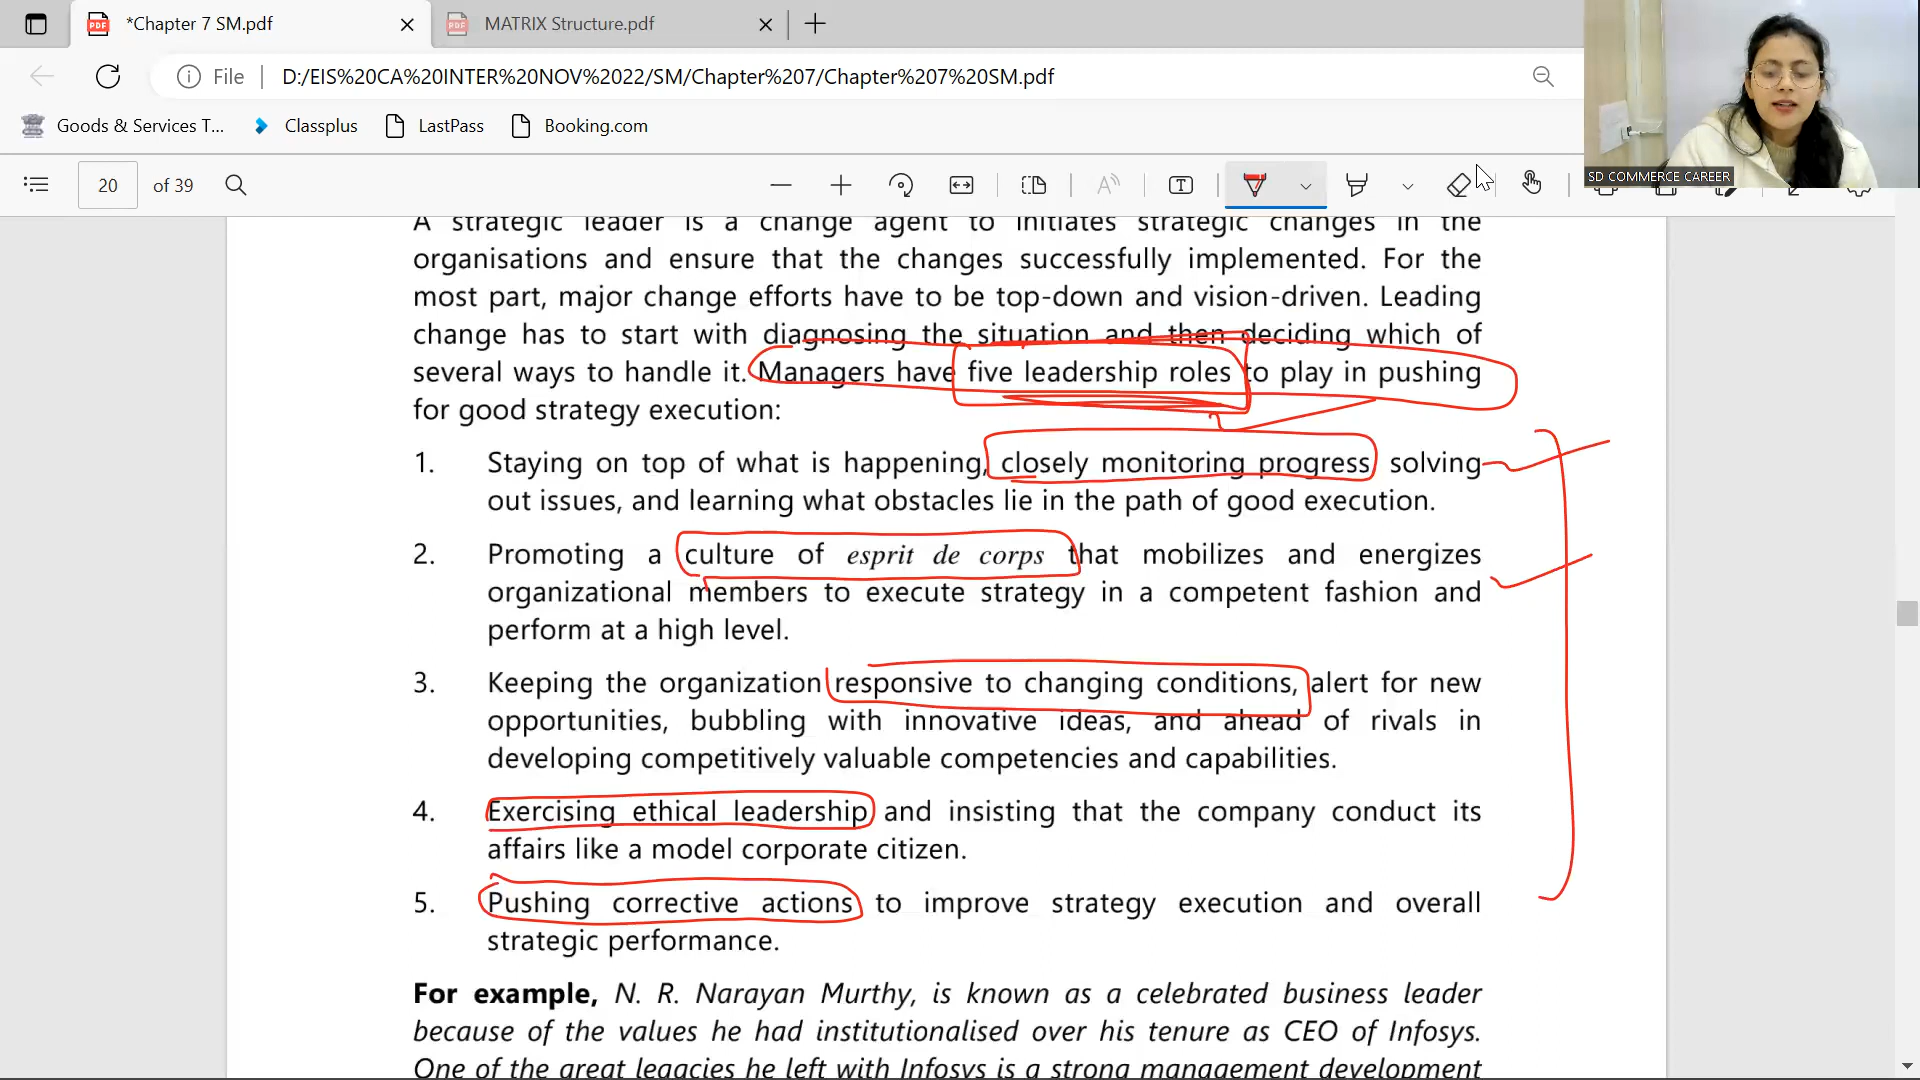 *Chapter 7 SM.pdf
MATRIX Structure.pdf
File
D:/EIS%20CA%20INTER%20NOV%2022/SM/Chapter%207/Chapter%207%20SM.pdf
Goods & Services T...
Classplus
LastPass
Booking.com
SD COMMERCE CAREER
20 of 39
A strategic leader is a change agent to initiates strategic changes in the
organisations and ensure that the changes successfully implemented. For the
most part, major change efforts have to be top-down and vision-driven. Leading
change has to start with diagnosing the situation and then deciding which of
several ways to handle it. Managers have five leadership roles to play in pushing
for good strategy execution:
1. Staying on top of what is happening, closely monitoring progress solving
out issues, and learning what obstacles lie in the path of good execution.
2. Promoting a culture of esprit de corps that mobilizes and energizes
organizational members to execute strategy in a competent fashion and
perform at a high level.
3. Keeping the organization responsive to changing conditions, alert for new
opportunities, bubbling with innovative ideas, and ahead of rivals in
developing competitively valuable competencies and capabilities.
4. Exercising ethical leadership and insisting that the company conduct its
affairs like a model corporate citizen.
5. Pushing corrective actions to improve strategy execution and overall
strategic performance.
For example, N. R. Narayan Murthy, is known as a celebrated business leader
because of the values he had institutionalised over his tenure as CEO of Infosys.
One of the great legacies he left with Infosys is a strong management development